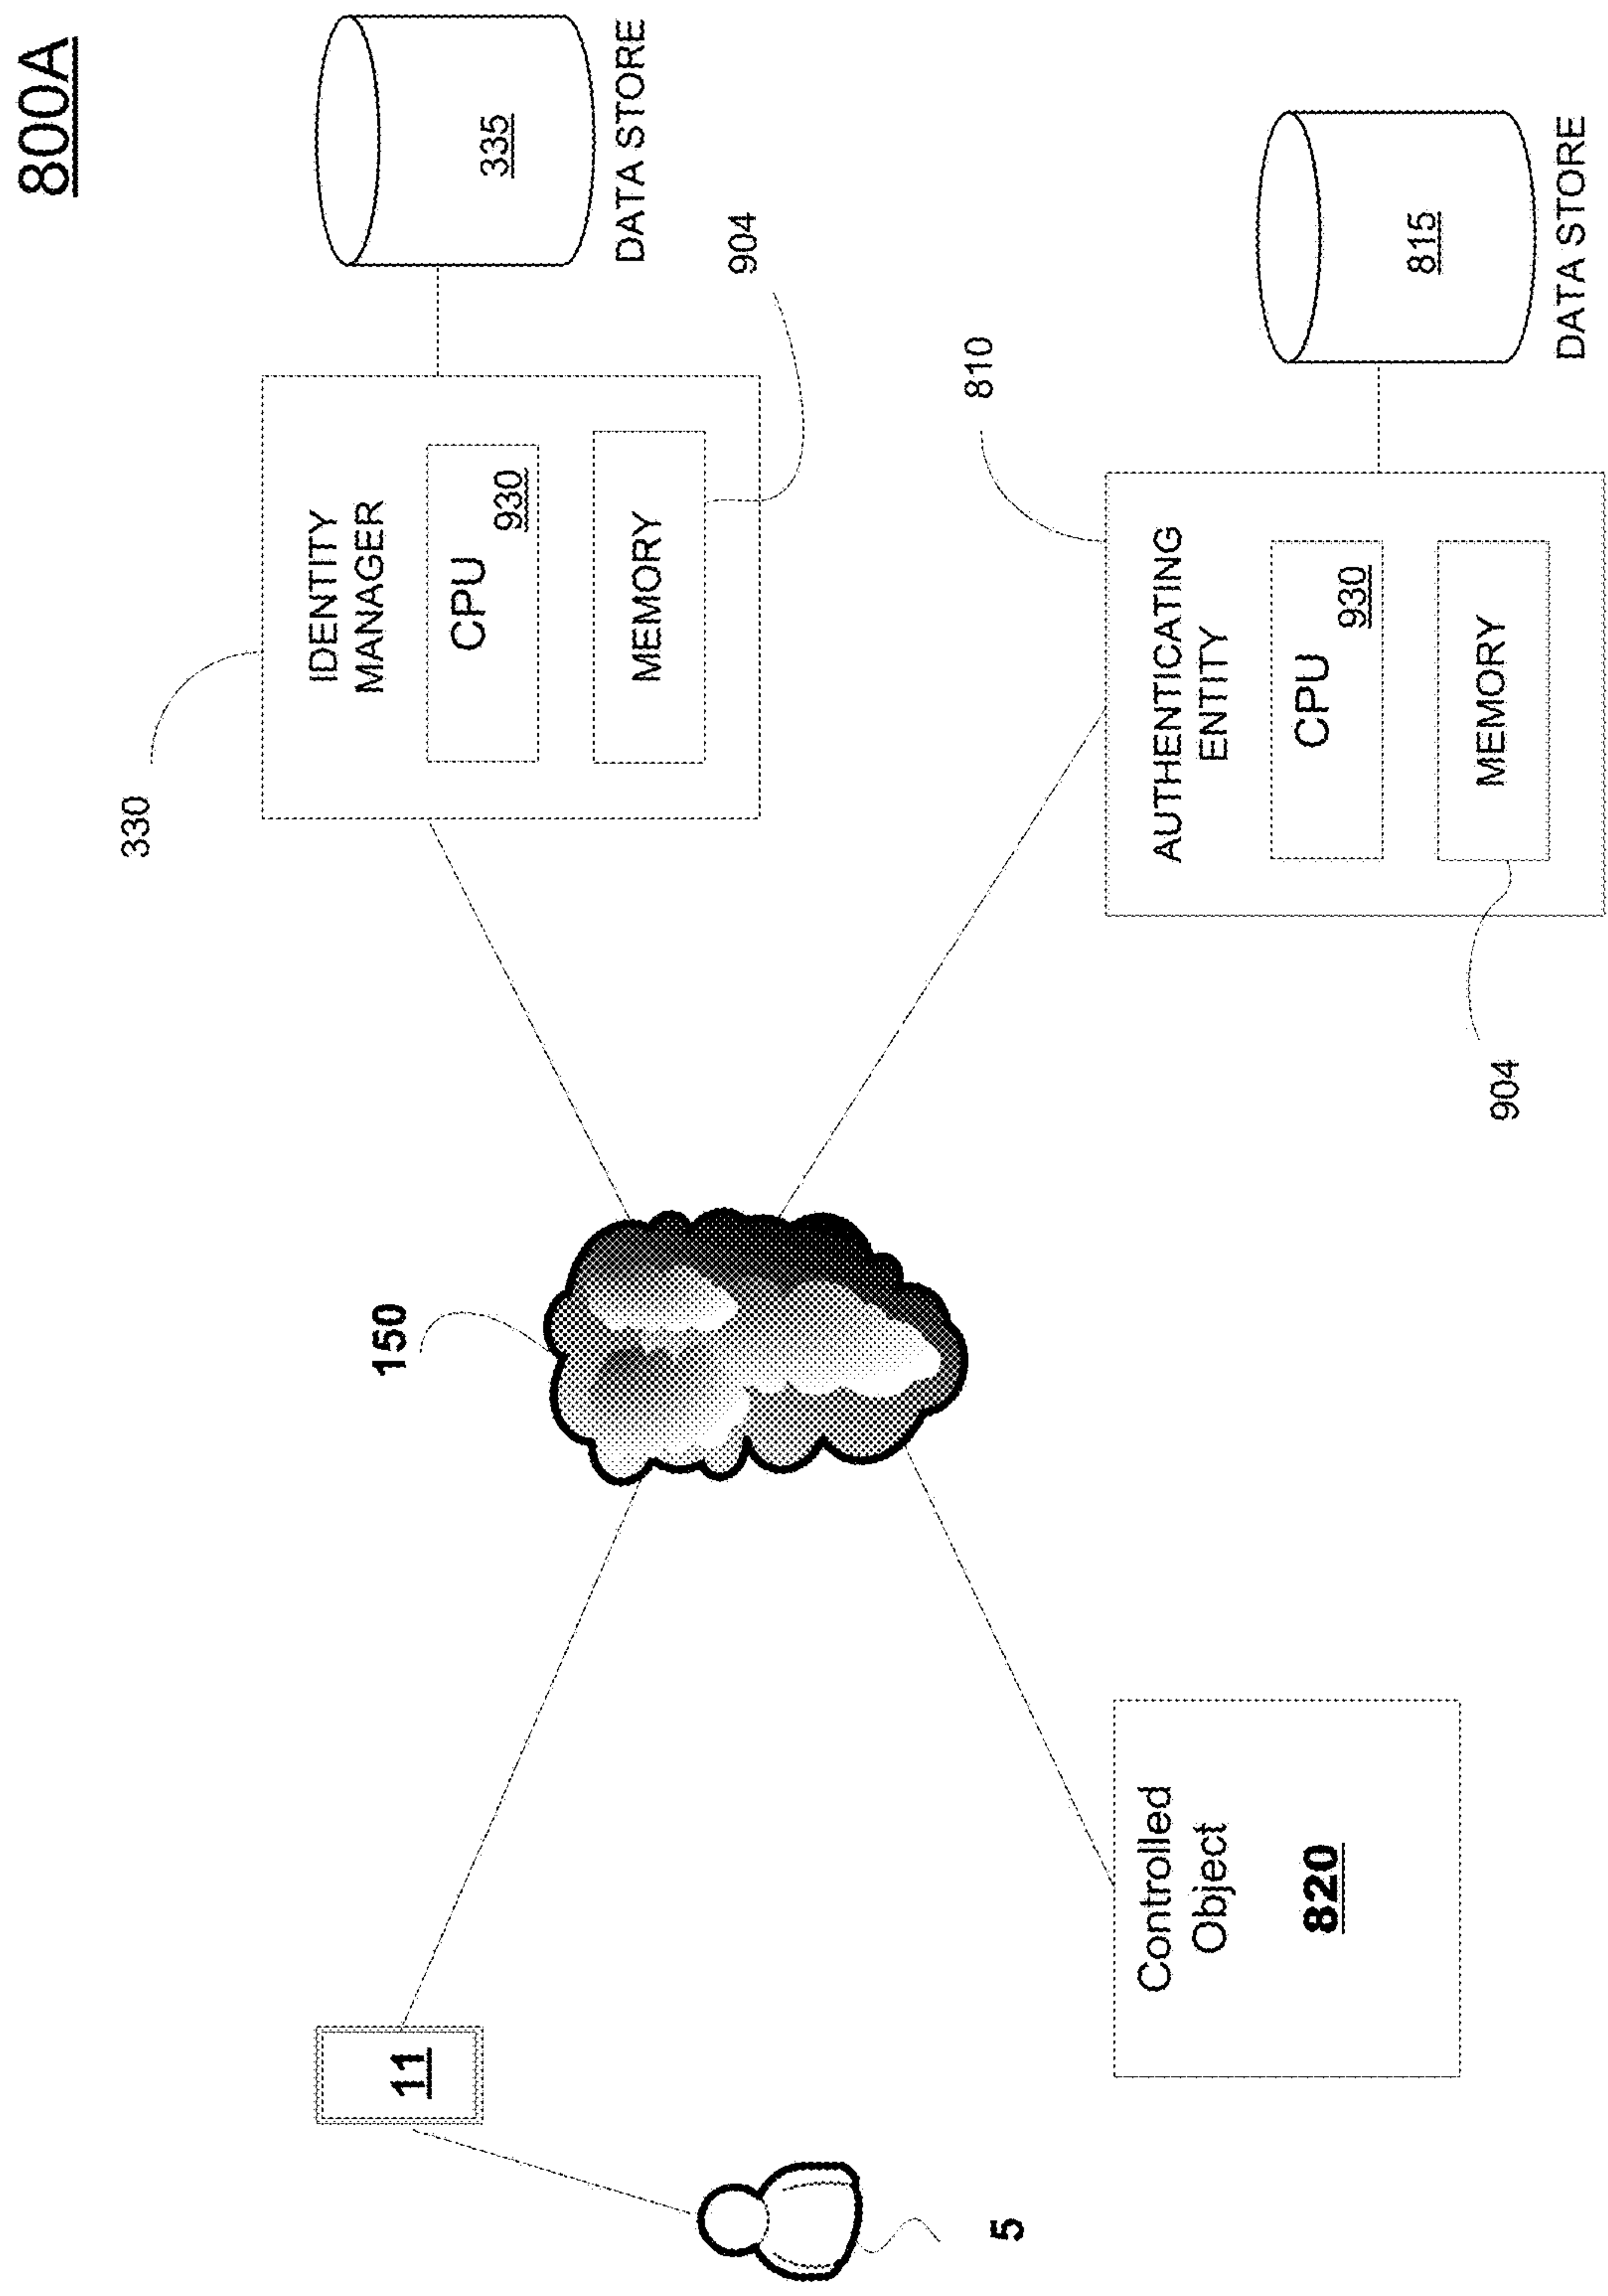 800A
330
IDENTITY
MANAGER
CPU
930
MEMORY
904
335
DATA STORE
150
11
5
810
AUTHENTICATING
ENTITY
CPU
930
MEMORY
904
815
DATA STORE
Controlled
Object
820